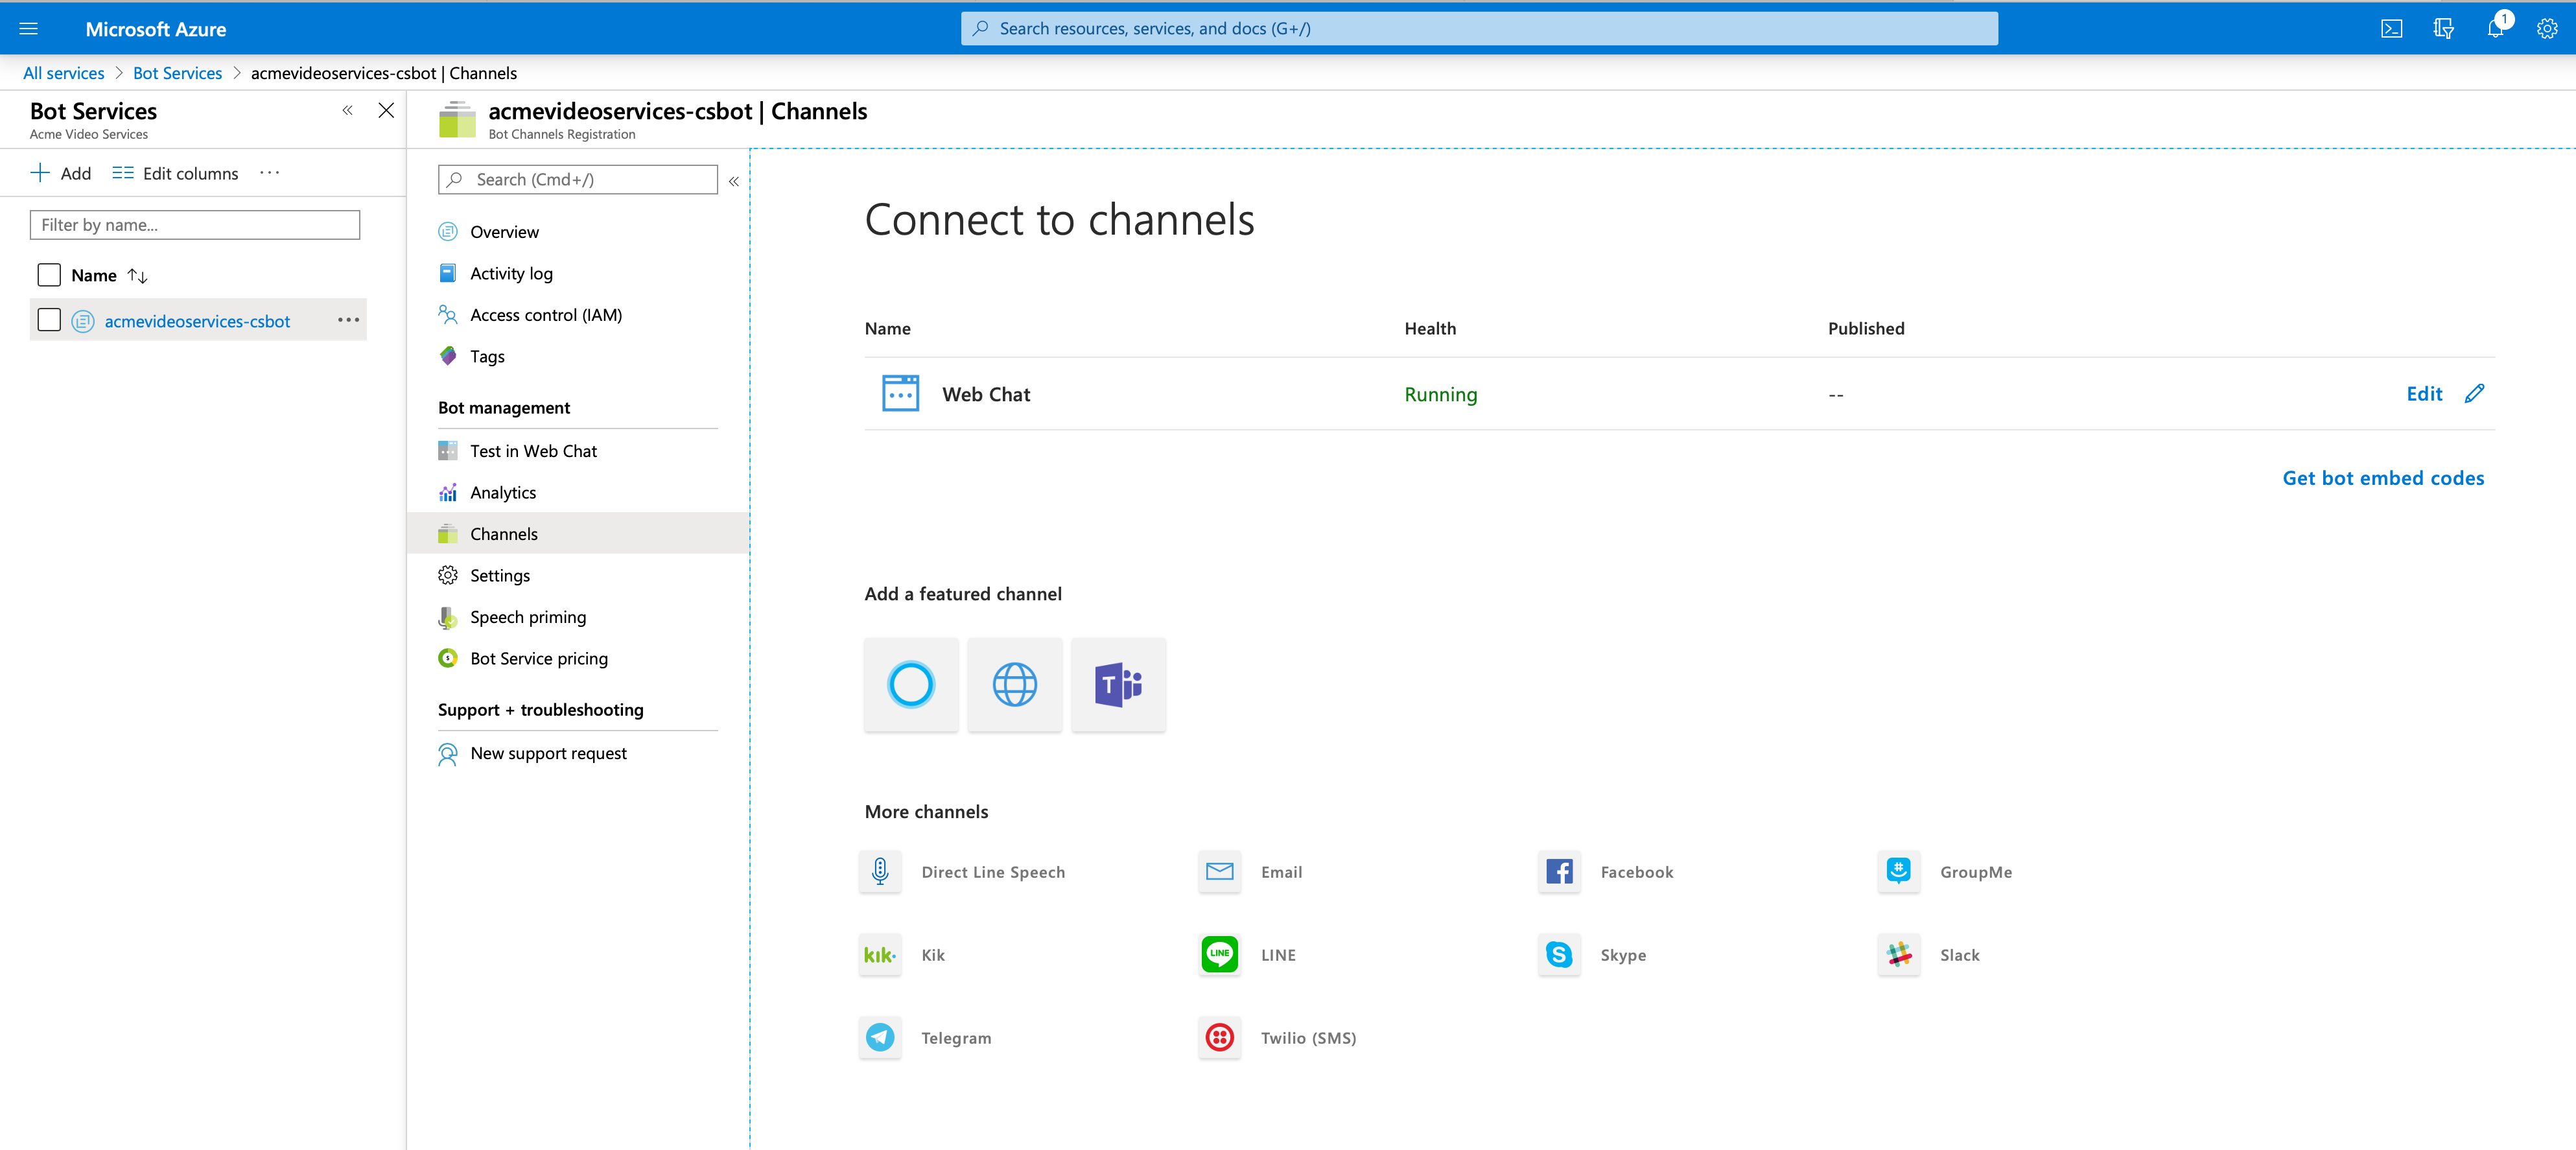 Microsoft Azure
Search resources, services, and docs (G+/)
1
All services > Bot Services > acmevideoservices-csbot | Channels
Bot Services
Acme Video Services
Add
Edit columns
Filter by name...
Name
acmevideoservices-csbot
acmevideoservices-csbot | Channels
Bot Channels Registration
Search (Cmd+/)
Overview
Activity log
Access control (IAM)
Tags
Bot management
Test in Web Chat
Analytics
Channels
Settings
Speech priming
Bot Service pricing
Support + troubleshooting
New support request
Connect to channels
Name Health Published
Web Chat Running -- Edit
Get bot embed codes
Add a featured channel
T
More channels
Direct Line Speech
Email
Facebook
GroupMe
kik.
Kik
LINE
LINE
Skype
Slack
Telegram
Twilio (SMS)